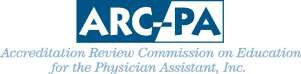 ARC-PA
Accreditation Review Commission on Education
for the Physician Assistant, Inc.